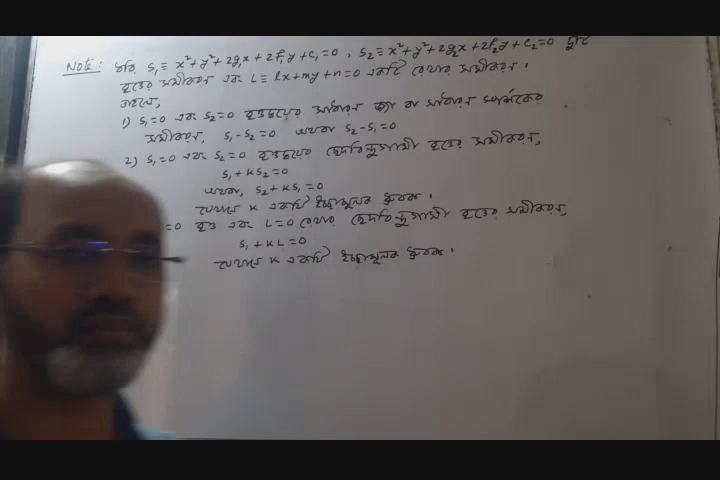 Note: ধরি S₁ ≡ x²+y²+2g₁x+2f₁y+c₁=0, S₂ ≡ x²+y²+2g₂x+2f₂y+c₂=0 দুটি
বৃত্তের সমীকরণ এবং L ≡ lx+my+n=0 একটি রেখার সমীকরণ।
তাহলে,
1) S₁=0 এবং S₂=0 বৃত্তদ্বয়ের সাধারণ জ্যা বা সাধারণ স্পর্শকের
সমীকরণ, S₁-S₂=0 অথবা S₂-S₁=0
2) S₁=0 এবং S₂=0 বৃত্তদ্বয়ের ছেদবিন্দুগামী বৃত্তের সমীকরণ,
S₁+KS₂=0
অথবা, S₂+KS₁=0
যেখানে K একটি ইচ্ছামূলক ধ্রুবক।
=0 বৃত্ত এবং L=0 রেখার ছেদবিন্দুগামী বৃত্তের সমীকরণ,
S₁+KL=0
যেখানে K একটি ইচ্ছামূলক ধ্রুবক।